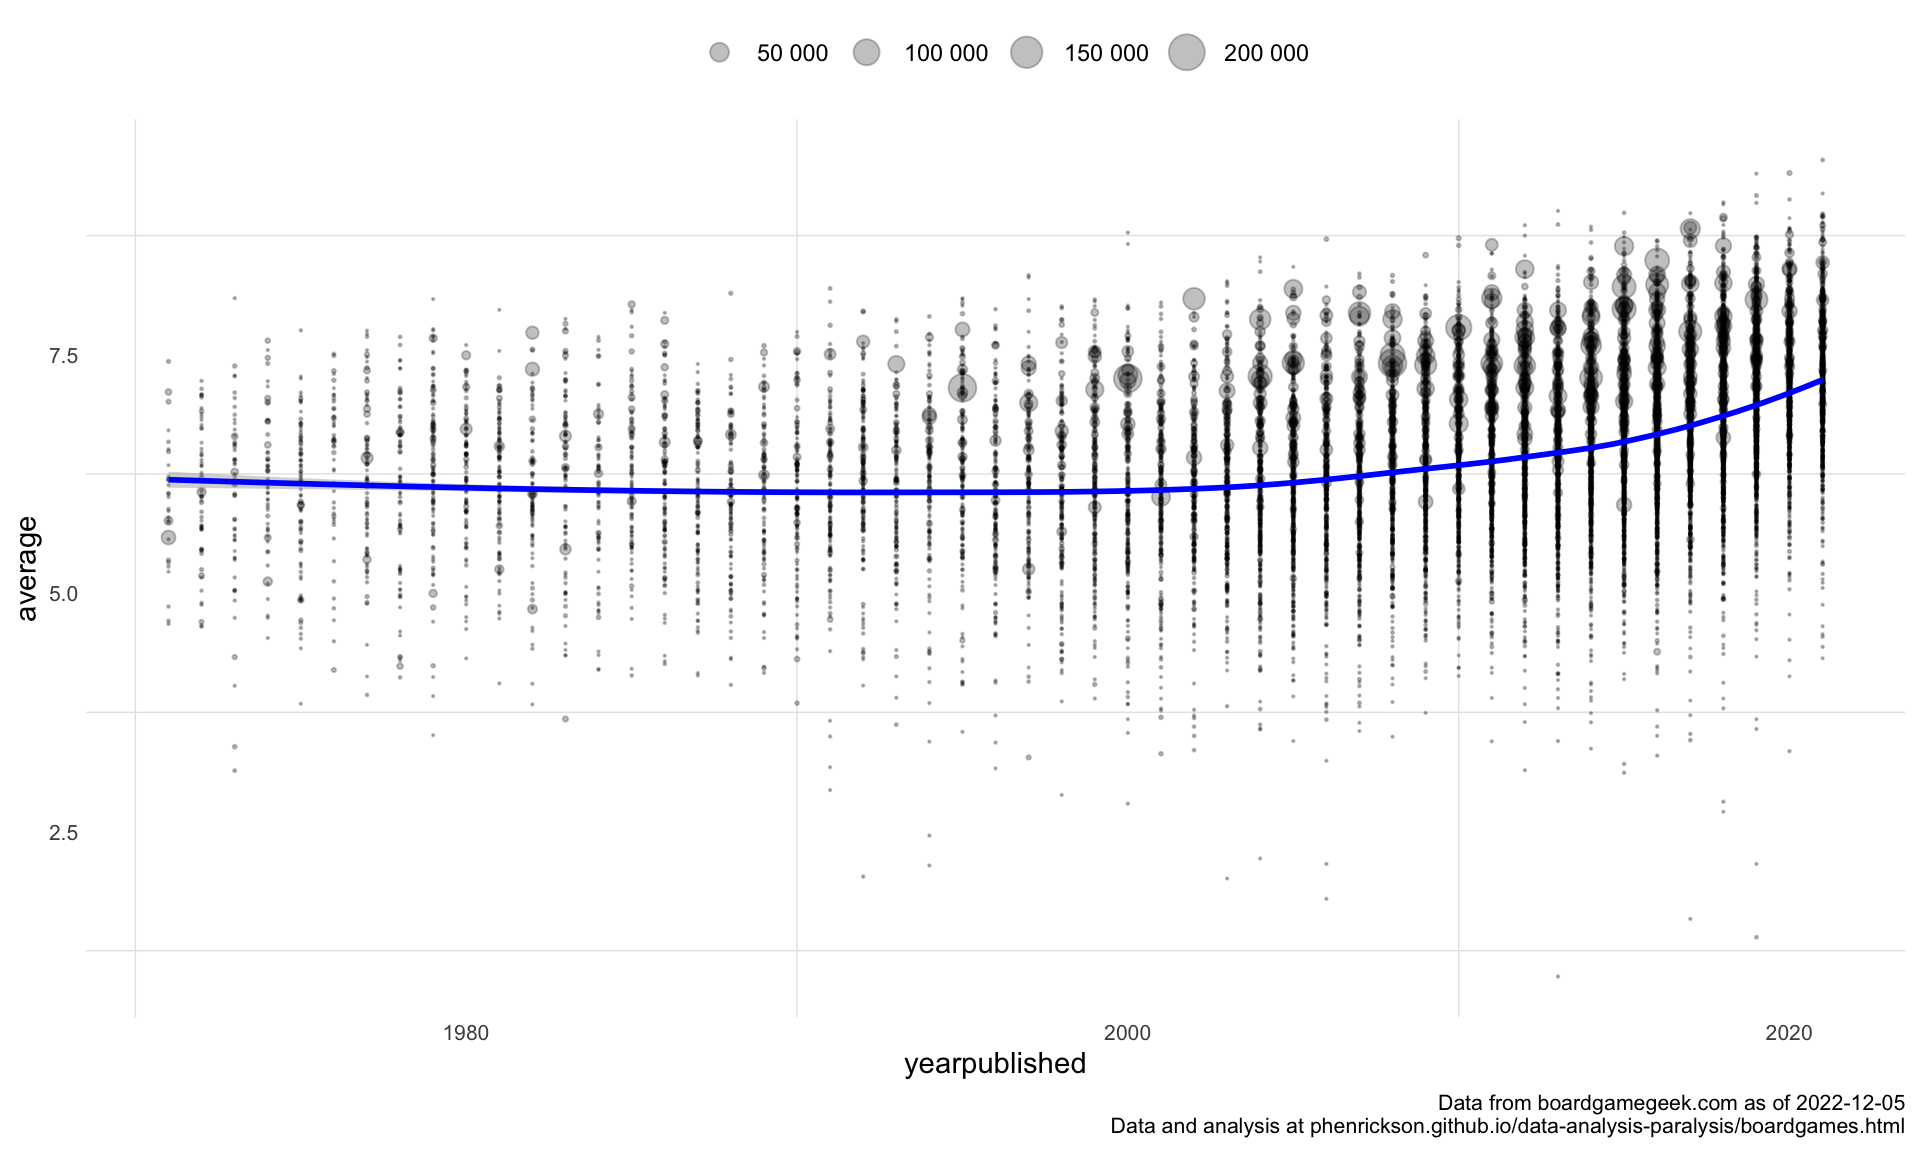 50 000 100 000 150 000 200 000
average
7.5
5.0
2.5
1980 2000 2020
yearpublished
Data from boardgamegeek.com as of 2022-12-05
Data and analysis at phenrickson.github.io/data-analysis-paralysis/boardgames.html